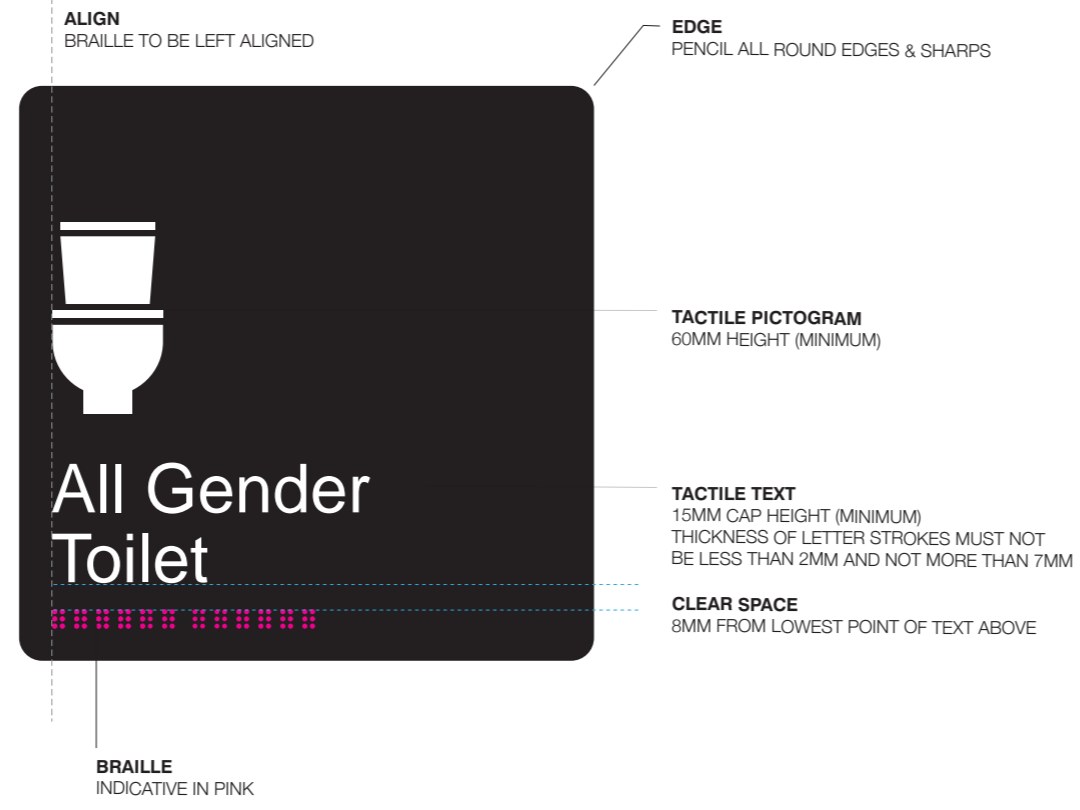 ALIGN
BRAILLE TO BE LEFT ALIGNED
EDGE
PENCIL ALL ROUND EDGES & SHARPS
TACTILE PICTOGRAM
60MM HEIGHT (MINIMUM)
All Gender
Toilet
TACTILE TEXT
15MM CAP HEIGHT (MINIMUM)
THICKNESS OF LETTER STROKES MUST NOT
BE LESS THAN 2MM AND NOT MORE THAN 7MM
CLEAR SPACE
8MM FROM LOWEST POINT OF TEXT ABOVE
⠿⠿⠿⠿⠿⠿ ⠿⠿⠿⠿⠿⠿
BRAILLE
INDICATIVE IN PINK